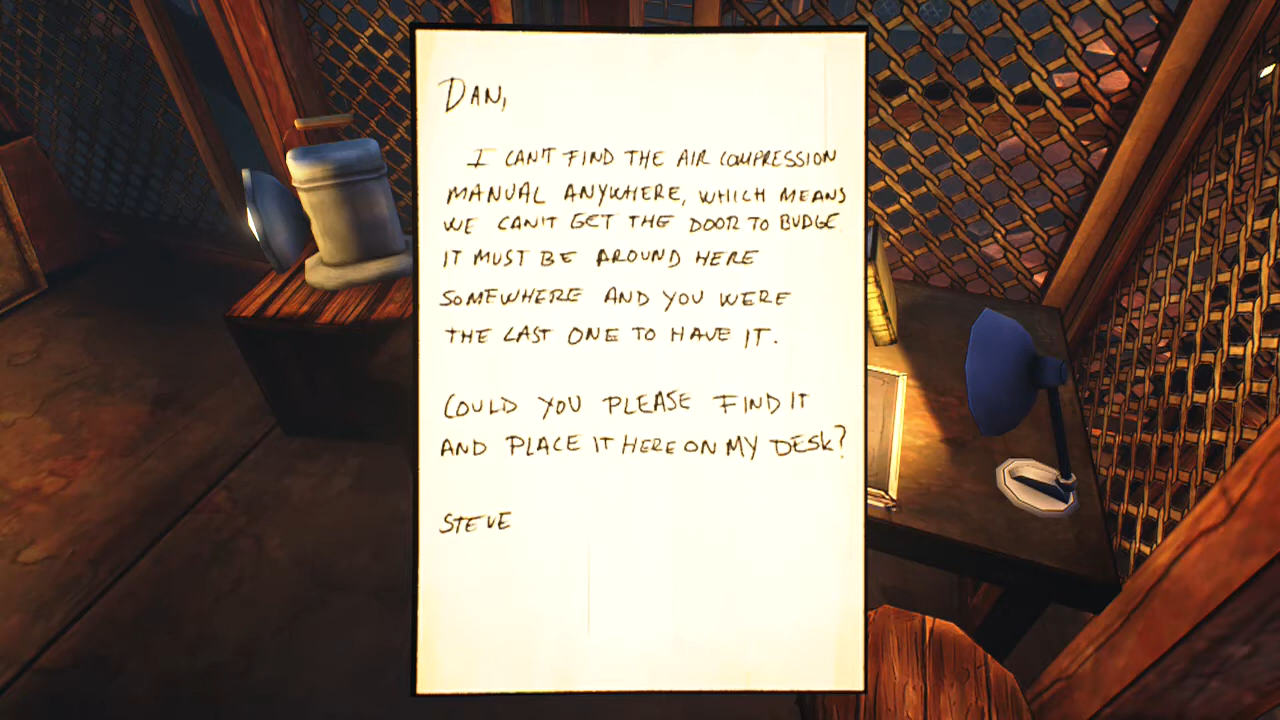 DAN,
I CAN'T FIND THE AIR COMPRESSION
MANUAL ANYWHERE, WHICH MEANS
WE CAN'T GET THE DOOR TO BUDGE.
IT MUST BE AROUND HERE
SOMEWHERE AND YOU WERE
THE LAST ONE TO HAVE IT.
COULD YOU PLEASE FIND IT
AND PLACE IT HERE ON MY DESK?
STEVE